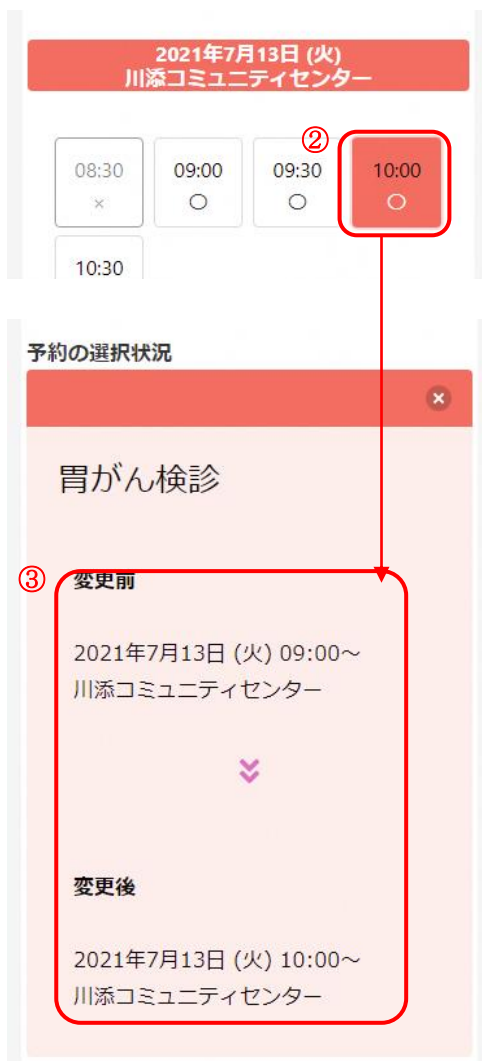 2021年7月13日 (火)
川添コミュニティセンター
②
08:30 09:00 09:30 10:00
× 〇 〇 〇
10:30
予約の選択状況
×
胃がん検診
③
変更前
2021年7月13日 (火) 09:00～
川添コミュニティセンター
変更後
2021年7月13日 (火) 10:00～
川添コミュニティセンター